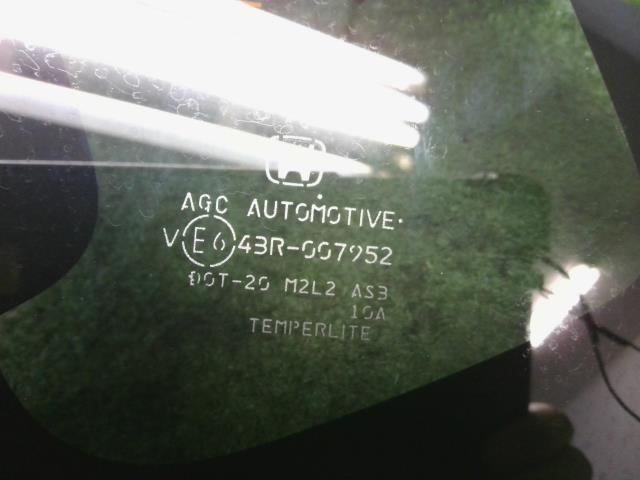 AGC AUTOMOTIVE
V E6 43R-007952
DOT-20 M2L2 AS3
10A
TEMPERLITE